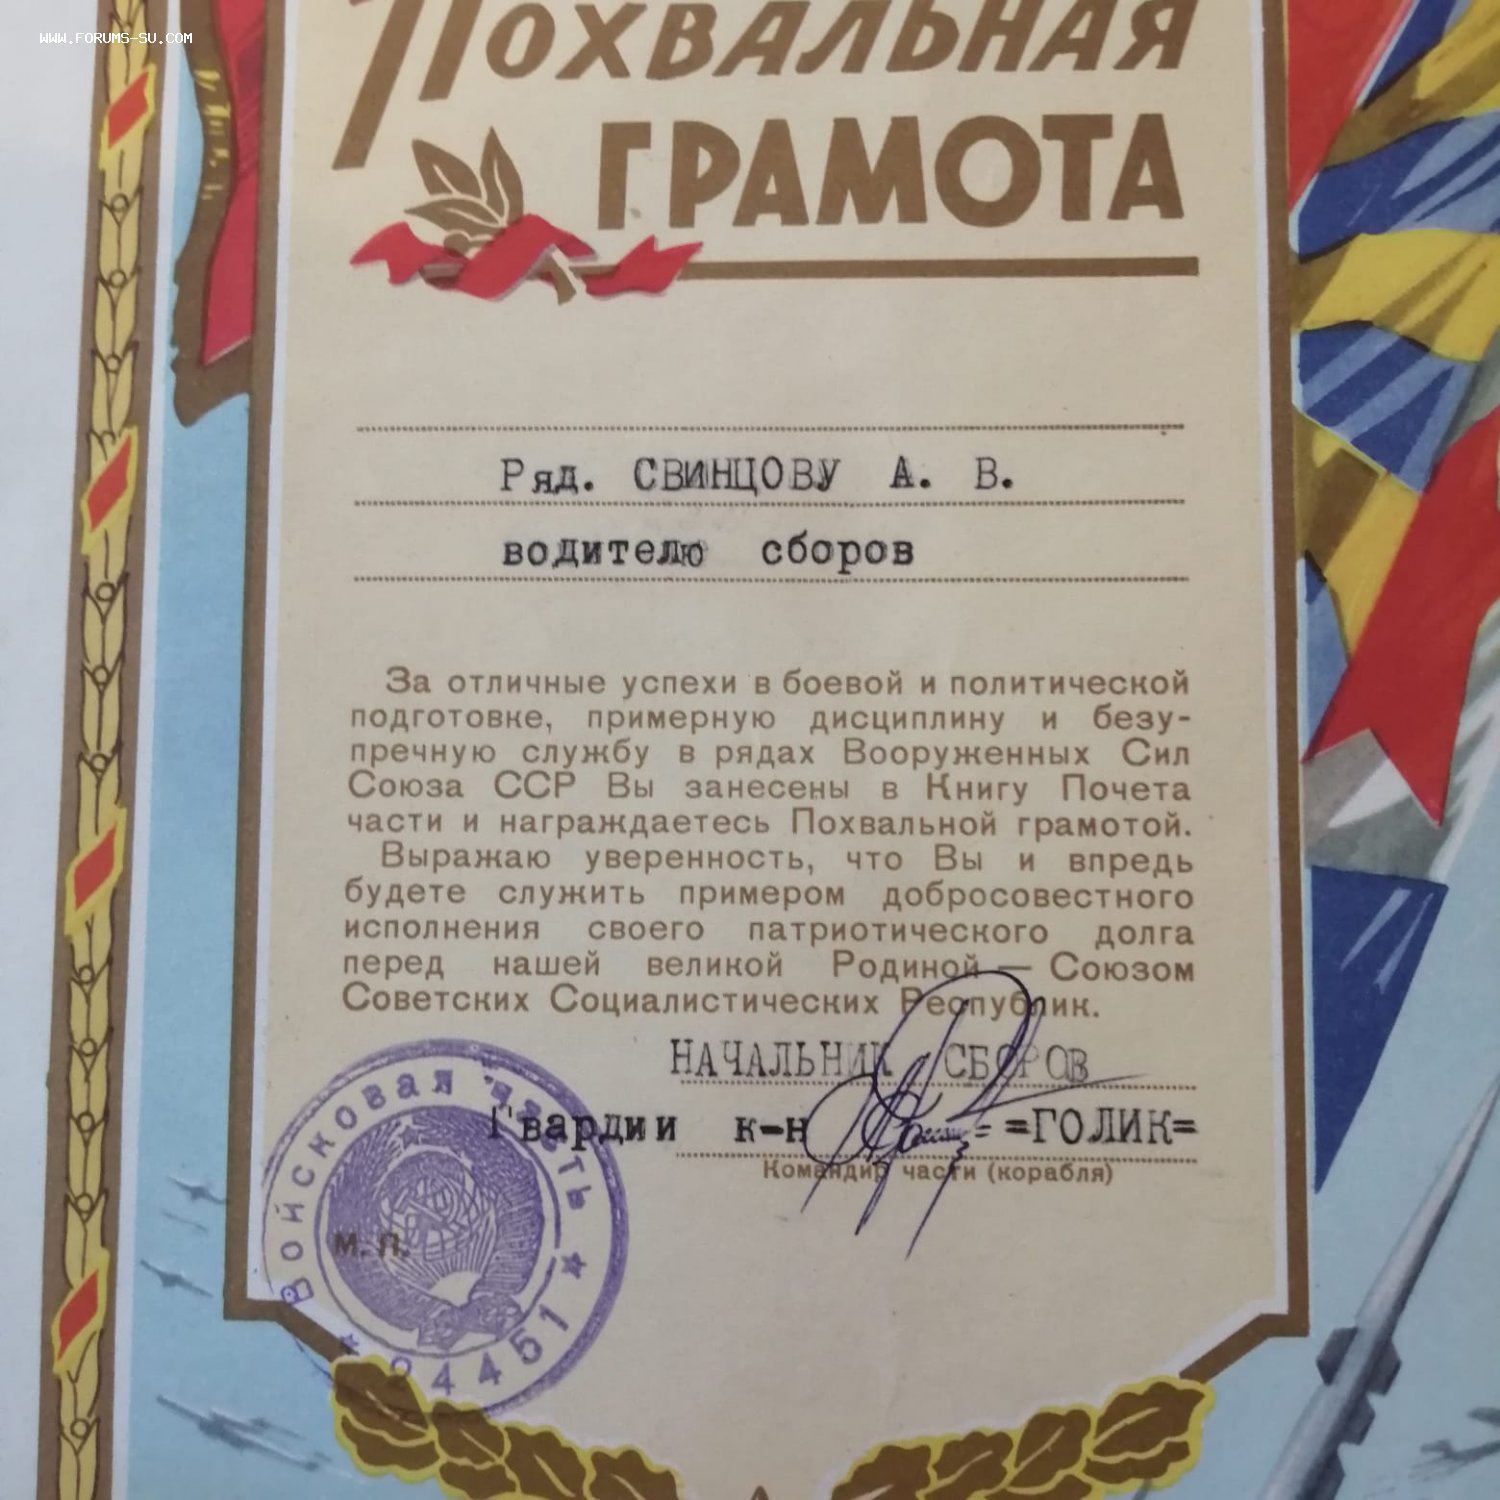 WWW.FORUMS-SU.COM
ПОХВАЛЬНАЯ
ГРАМОТА
Ряд. СВИНЦОВУ А. В.
водителю сборов
За отличные успехи в боевой и политической
подготовке, примерную дисциплину и безу-
пречную службу в рядах Вооруженных Сил
Союза ССР Вы занесены в Книгу Почета
части и награждаетесь Похвальной грамотой.
Выражаю уверенность, что Вы и впредь
будете служить примером добросовестного
исполнения своего патриотического долга
перед нашей великой Родиной — Союзом
Советских Социалистических Республик.
НАЧАЛЬНИК СБОРОВ
Гвардии к-н =ГОЛИК=
Командир части (корабля)
М. П.
Войсковая часть